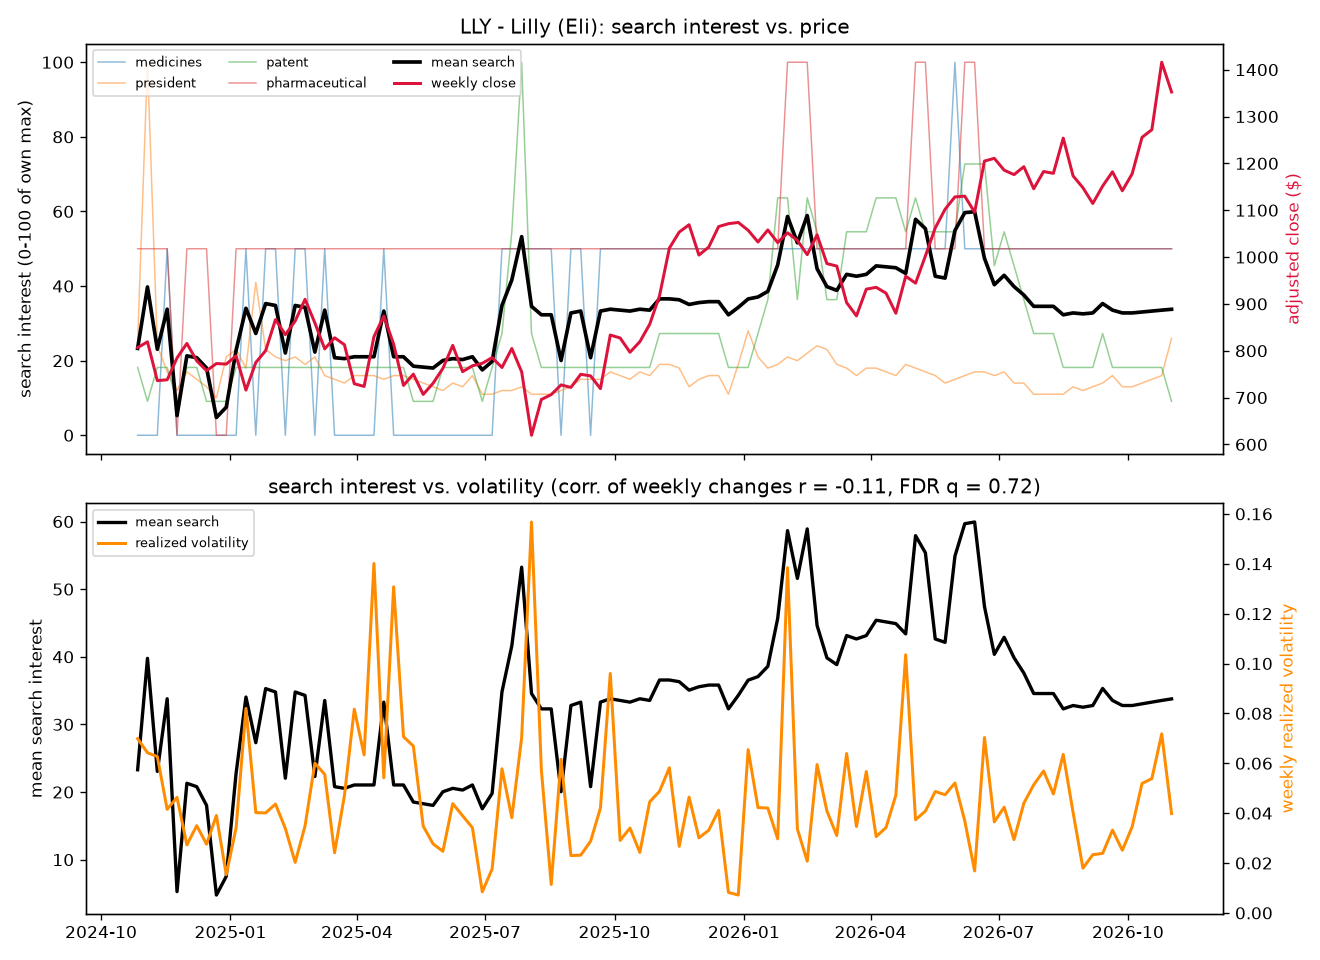 LLY - Lilly (Eli): search interest vs. price
medicines
president
patent
pharmaceutical
mean search
weekly close
search interest (0-100 of own max)
100
80
60
40
20
0
1400
1300
1200
1100
1000
900
800
700
600
adjusted close ($)
search interest vs. volatility (corr. of weekly changes r = -0.11, FDR q = 0.72)
mean search
realized volatility
mean search interest
60
50
40
30
20
10
0.16
0.14
0.12
0.10
0.08
0.06
0.04
0.02
0.00
weekly realized volatility
2024-10
2025-01
2025-04
2025-07
2025-10
2026-01
2026-04
2026-07
2026-10